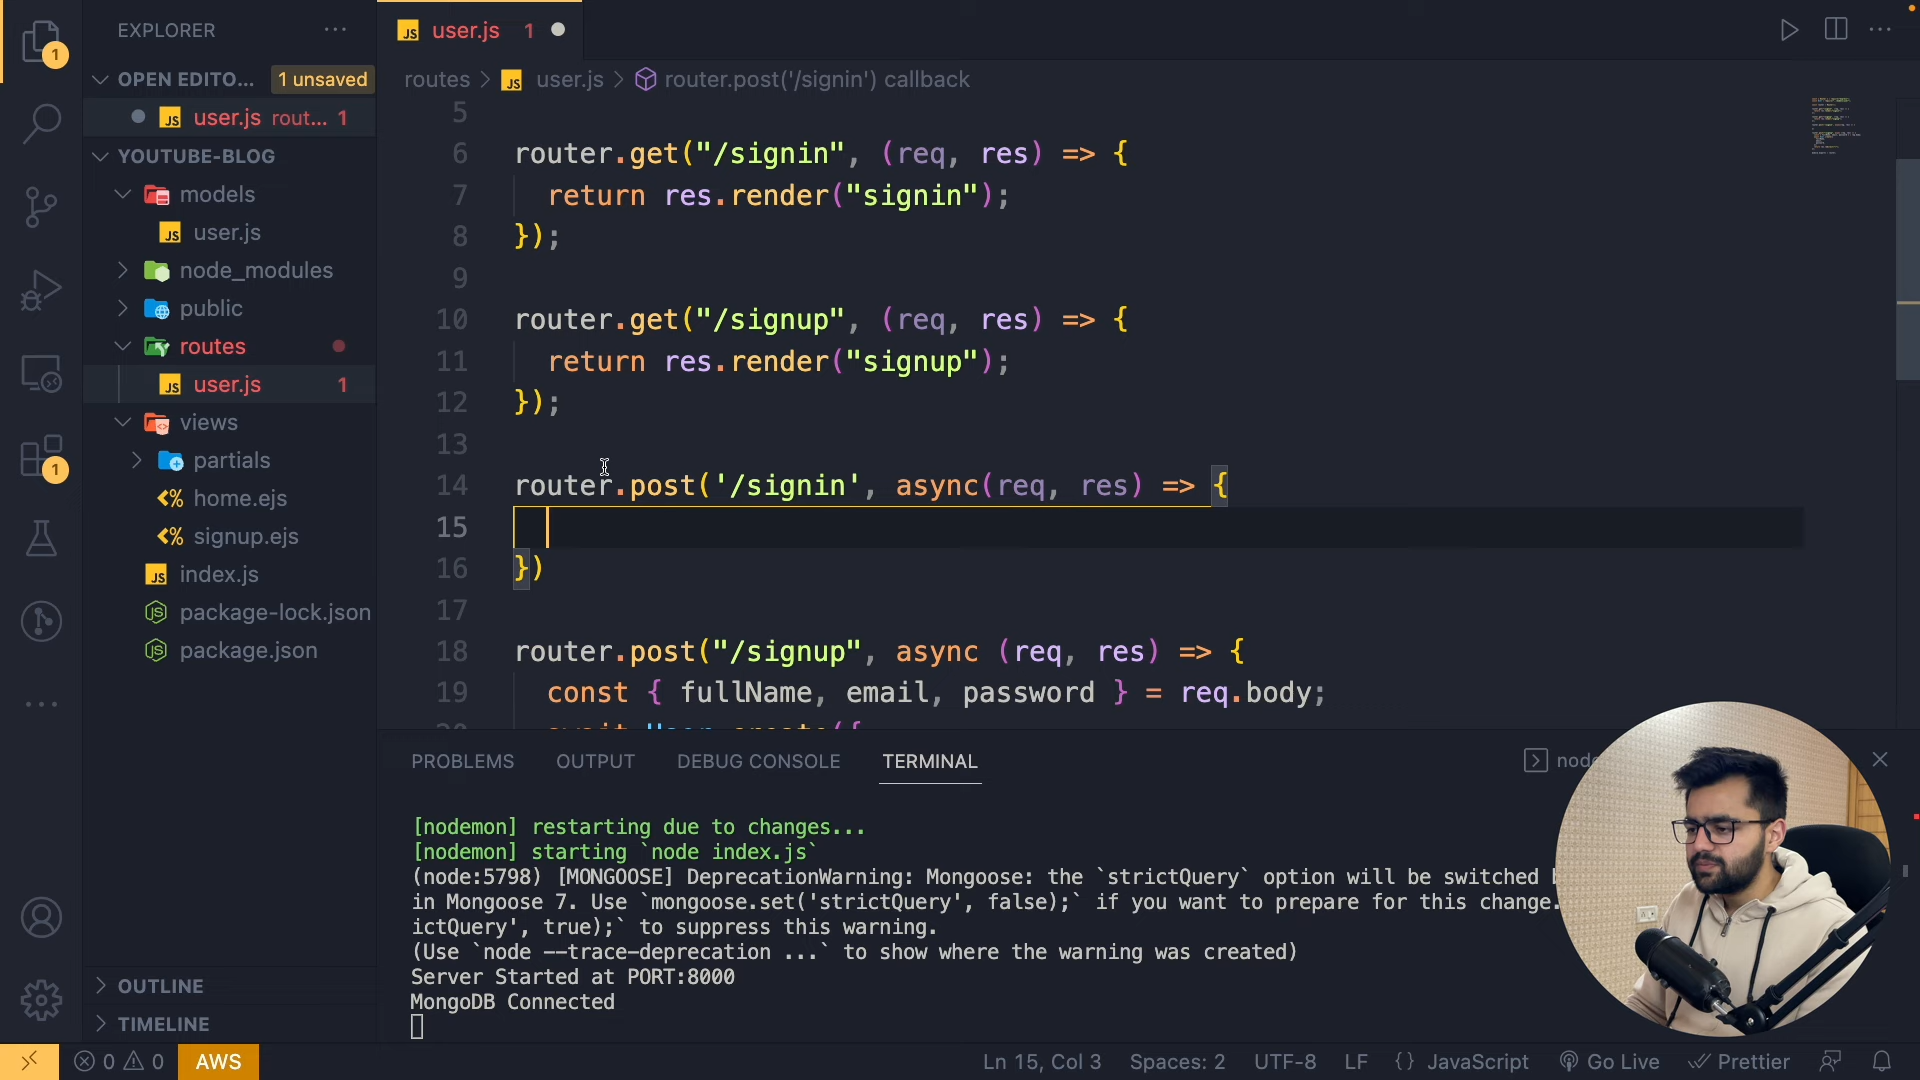 1
EXPLORER
OPEN EDITO...
1 unsaved
user.js rout... 1
YOUTUBE-BLOG
models
user.js
node_modules
public
routes
user.js 1
views
partials
home.ejs
signup.ejs
index.js
package-lock.json
package.json
1
OUTLINE
TIMELINE
JS user.js 1
routes > JS user.js > router.post('/signin') callback
5
6 router.get("/signin", (req, res) => {
7 return res.render("signin");
8 });
9
10 router.get("/signup", (req, res) => {
11 return res.render("signup");
12 });
13
14 router.post('/signin', async(req, res) => {
15
16 })
17
18 router.post("/signup", async (req, res) => {
19 const { fullName, email, password } = req.body;
PROBLEMS OUTPUT DEBUG CONSOLE TERMINAL
[nodemon] restarting due to changes...
[nodemon] starting `node index.js`
(node:5798) [MONGOOSE] DeprecationWarning: Mongoose: the `strictQuery` option will be switched
in Mongoose 7. Use `mongoose.set('strictQuery', false);` if you want to prepare for this change.
ictQuery', true);` to suppress this warning.
(Use `node --trace-deprecation ...` to show where the warning was created)
Server Started at PORT:8000
MongoDB Connected
0 0 AWS Ln 15, Col 3 Spaces: 2 UTF-8 LF {} JavaScript Go Live Prettier